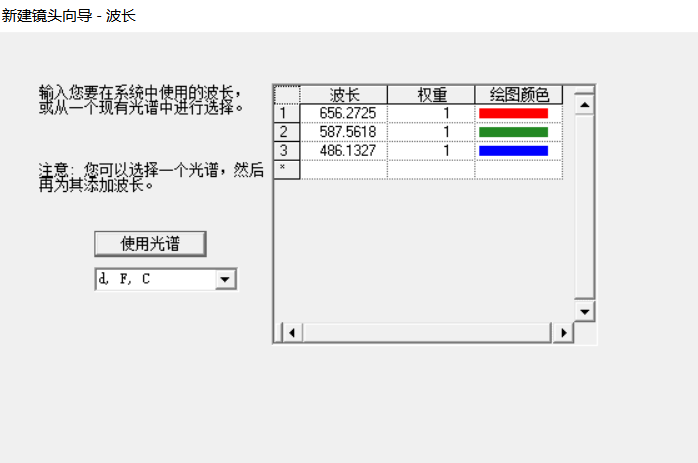 新建镜头向导 - 波长
输入您要在系统中使用的波长，
或从一个现有光谱中进行选择。
注意: 您可以选择一个光谱，然后
再为其添加波长。
使用光谱
d, F, C
波长 权重 绘图颜色
1 656.2725 1
2 587.5618 1
3 486.1327 1
*